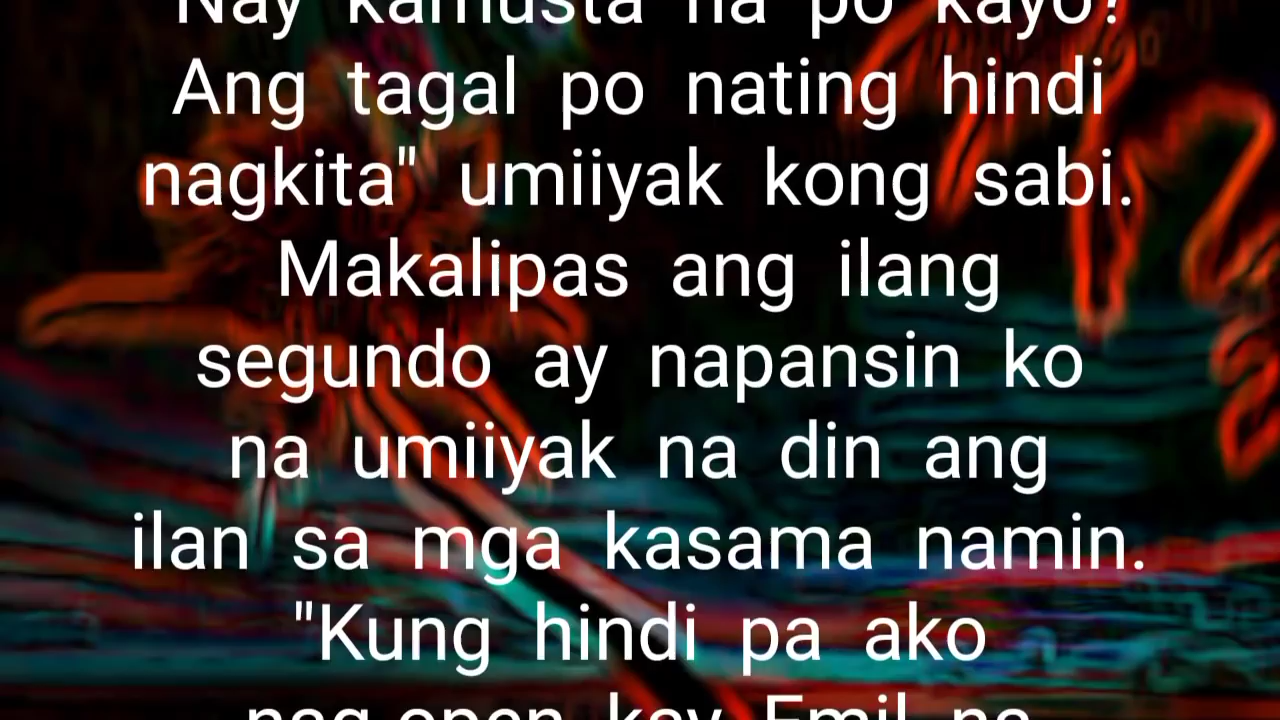 "Nay kamusta na po kayo?
Ang tagal po nating hindi
nagkita" umiiyak kong sabi.
Makalipas ang ilang
segundo ay napansin ko
na umiiyak na din ang
ilan sa mga kasama namin.
"Kung hindi pa ako
nag open kay Emil na